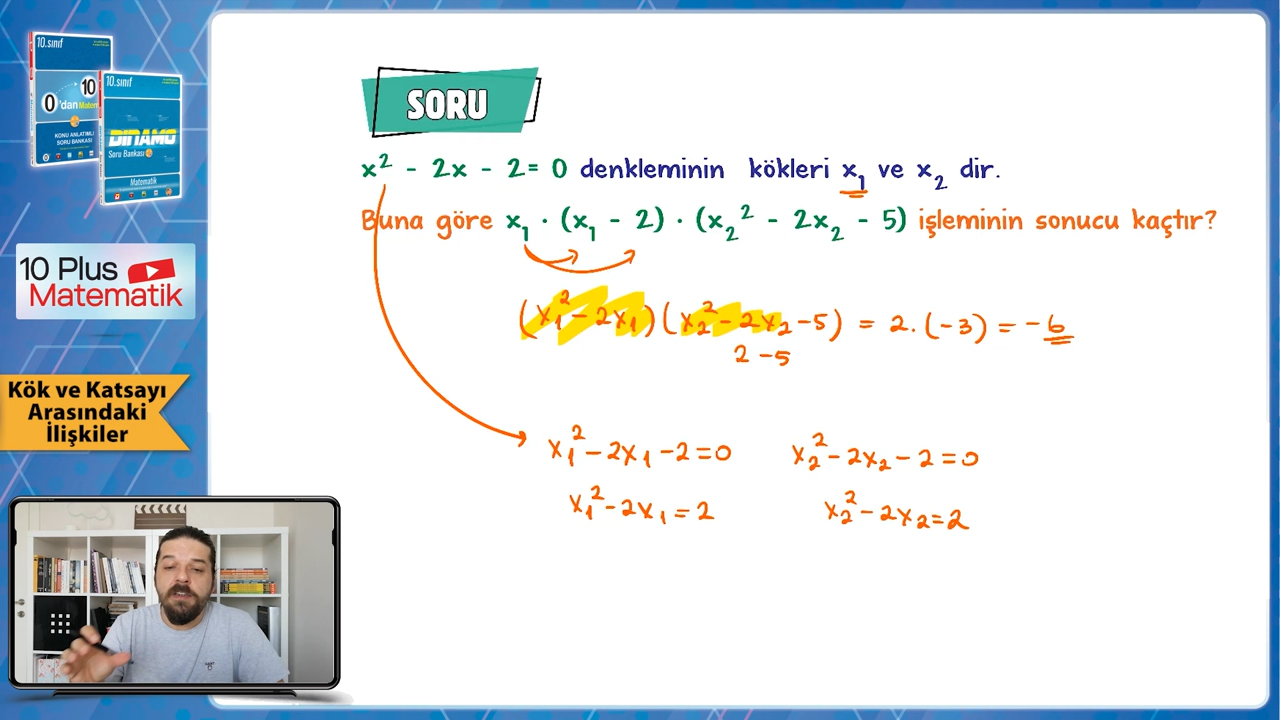 10.sınıf
0'dan 10
Matem
KONU ANLATIMLI
SORU BANKASI
10.sınıf
DİNAMO
Soru Bankası
Matematik
10 Plus
Matematik
Kök ve Katsayı
Arasındaki
İlişkiler
SORU
x² - 2x - 2 = 0 denkleminin kökleri x₁ ve x₂ dir.
Buna göre x₁ · (x₁ - 2) · (x₂² - 2x₂ - 5) işleminin sonucu kaçtır?
(x₁² - 2x₁)(x₂² - 2x₂ - 5) = 2.(-3) = -6
2 - 5
x₁² - 2x₁ - 2 = 0
x₂² - 2x₂ - 2 = 0
x₁² - 2x₁ = 2
x₂² - 2x₂ = 2